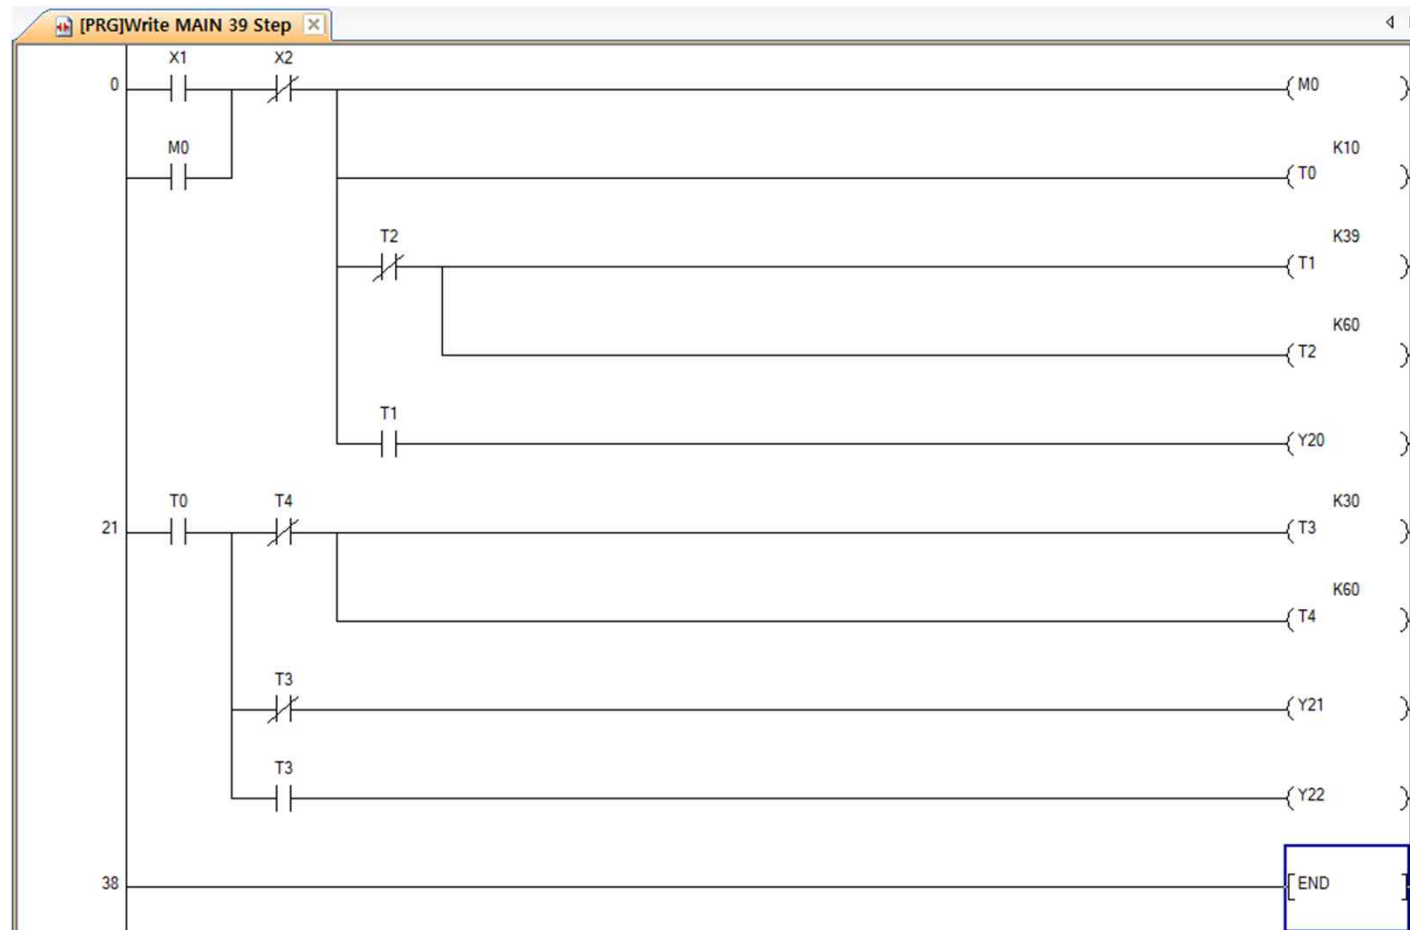 [PRG]Write MAIN 39 Step
X1 X2
0 M0
M0 K10
T0
T2 K39
T1
K60
T2
T1
Y20
T0 T4 K30
21 T3
K60
T4
T3
Y21
T3
Y22
38 END